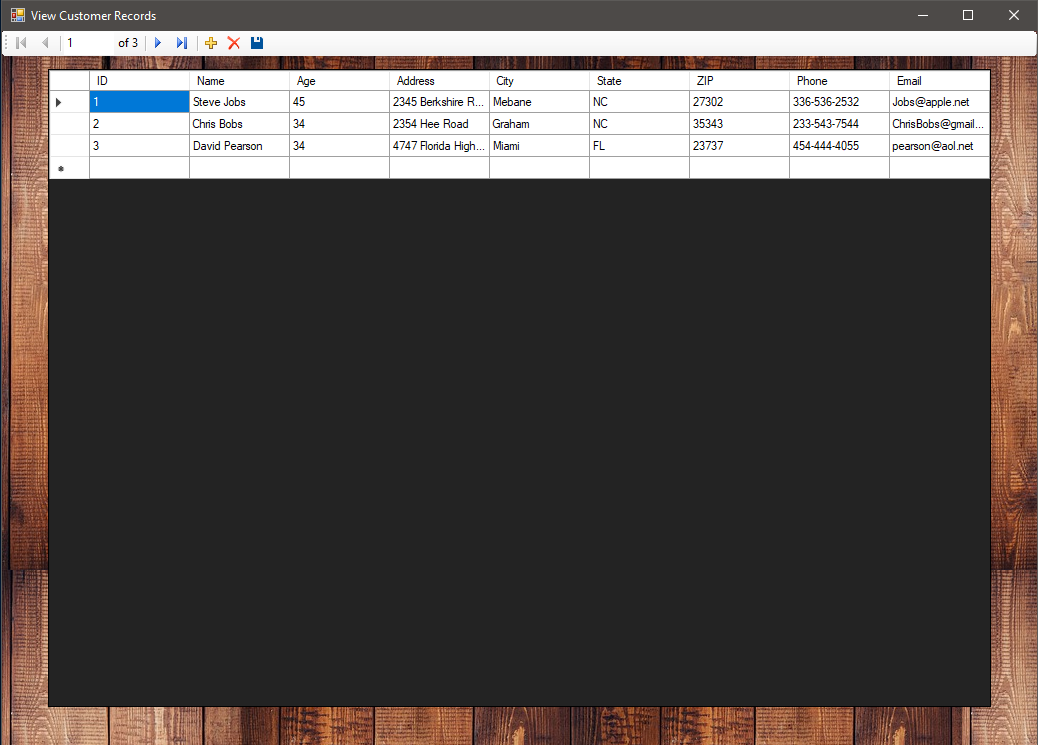 View Customer Records
1 of 3
ID Name Age Address City State ZIP Phone Email
1 Steve Jobs 45 2345 Berkshire R... Mebane NC 27302 336-536-2532 Jobs@apple.net
2 Chris Bobs 34 2354 Hee Road Graham NC 35343 233-543-7544 ChrisBobs@gmail...
3 David Pearson 34 4747 Florida High... Miami FL 23737 454-444-4055 pearson@aol.net